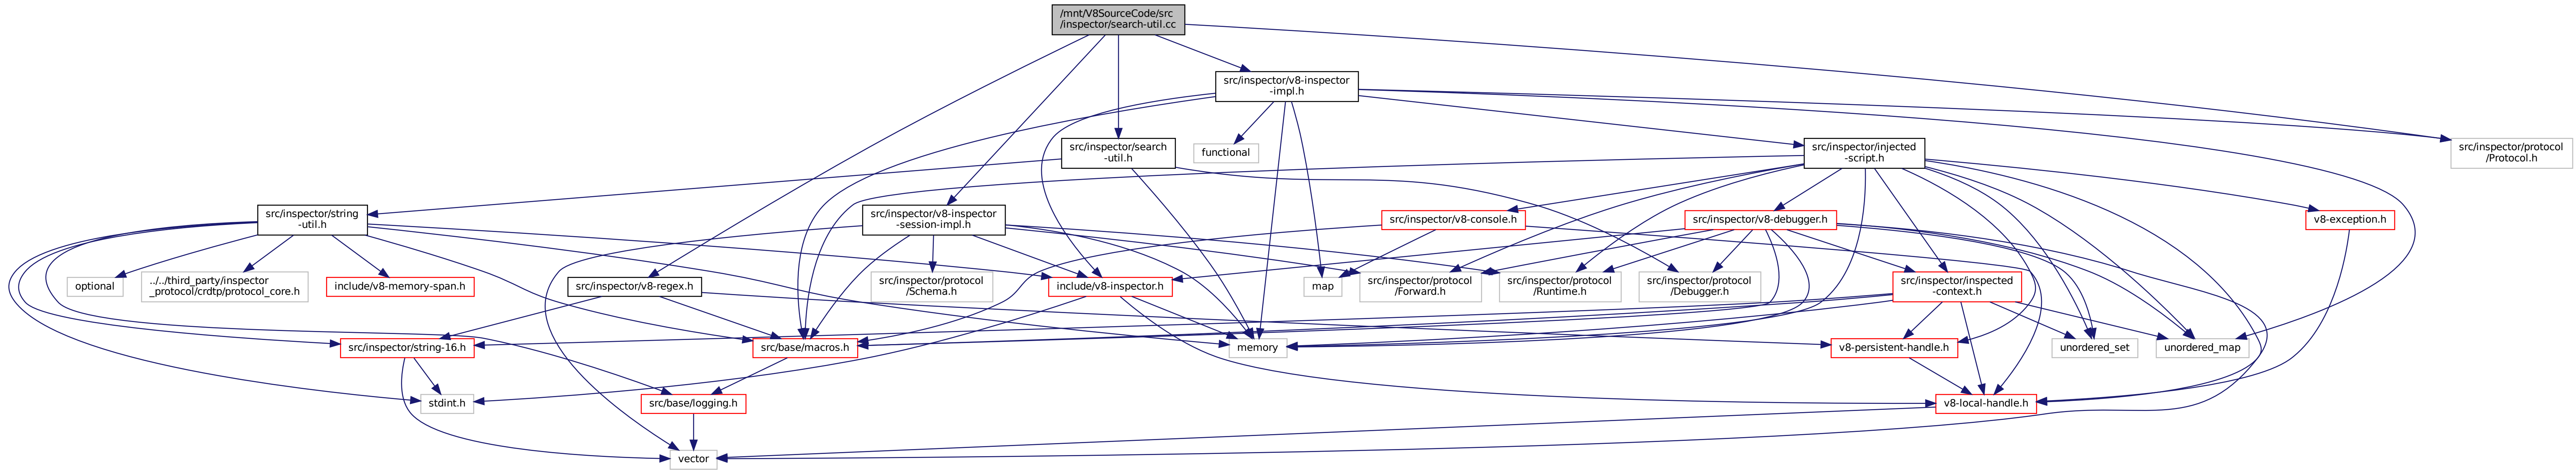 /mnt/V8SourceCode/src
/inspector/search-util.cc
src/inspector/v8-inspector
-impl.h
src/inspector/search
-util.h
functional
src/inspector/injected
-script.h
src/inspector/protocol
/Protocol.h
src/inspector/string
-util.h
src/inspector/v8-inspector
-session-impl.h
src/inspector/v8-console.h
src/inspector/v8-debugger.h
v8-exception.h
optional
../../third_party/inspector
_protocol/crdtp/protocol_core.h
include/v8-memory-span.h
src/inspector/v8-regex.h
src/inspector/protocol
/Schema.h
include/v8-inspector.h
map
src/inspector/protocol
/Forward.h
src/inspector/protocol
/Runtime.h
src/inspector/protocol
/Debugger.h
src/inspector/inspected
-context.h
src/inspector/string-16.h
src/base/macros.h
memory
v8-persistent-handle.h
unordered_set
unordered_map
stdint.h
src/base/logging.h
v8-local-handle.h
vector